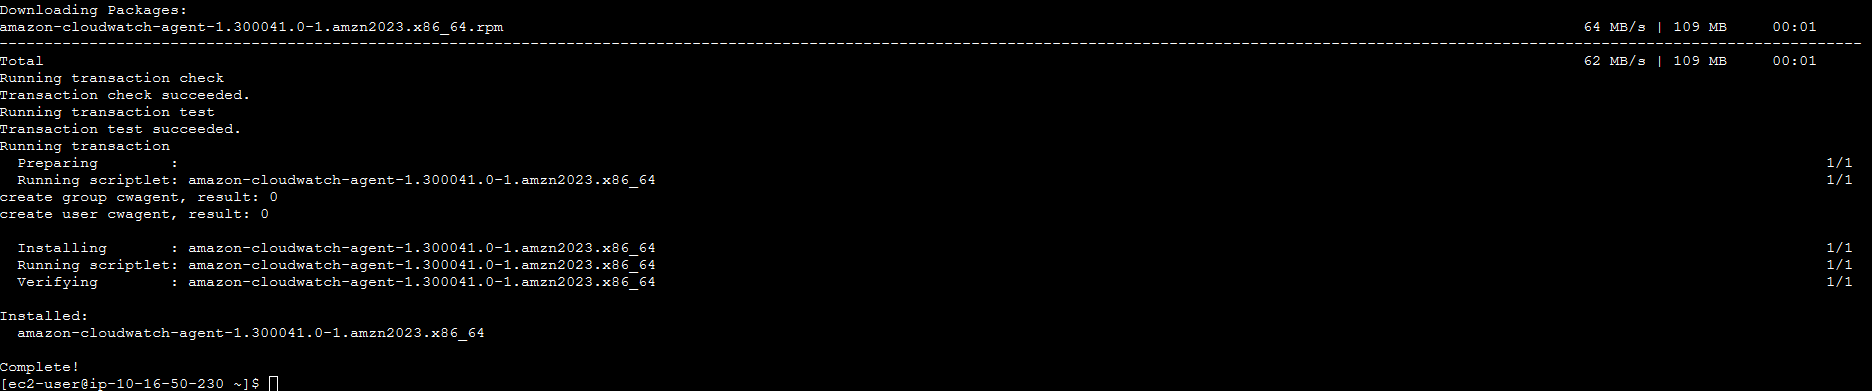 Downloading Packages:
amazon-cloudwatch-agent-1.300041.0-1.amzn2023.x86_64.rpm 64 MB/s | 109 MB 00:01
--------------------------------------------------------------------------------
Total 62 MB/s | 109 MB 00:01
Running transaction check
Transaction check succeeded.
Running transaction test
Transaction test succeeded.
Running transaction
  Preparing : 1/1
  Running scriptlet: amazon-cloudwatch-agent-1.300041.0-1.amzn2023.x86_64 1/1
create group cwagent, result: 0
create user cwagent, result: 0
  Installing : amazon-cloudwatch-agent-1.300041.0-1.amzn2023.x86_64 1/1
  Running scriptlet: amazon-cloudwatch-agent-1.300041.0-1.amzn2023.x86_64 1/1
  Verifying : amazon-cloudwatch-agent-1.300041.0-1.amzn2023.x86_64 1/1
Installed:
  amazon-cloudwatch-agent-1.300041.0-1.amzn2023.x86_64
Complete!
[ec2-user@ip-10-16-50-230 ~]$